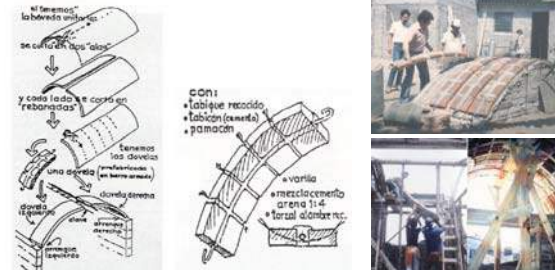 si tenemos
la bóveda unitaria
se corta en dos "alas"
y cada lado se corta en
"rebanadas"
tenemos
las dovelas
una dovela (prefabricada
en barro armado)
dovela derecha
dovela
izquierda
clave
arranque
derecho
arranque
izquierdo
con:
• tabique recocido
• tabicón (cemento)
• pamacón
• varilla
• mezcla cemento
arena 1:4
• torzal alambre rec.